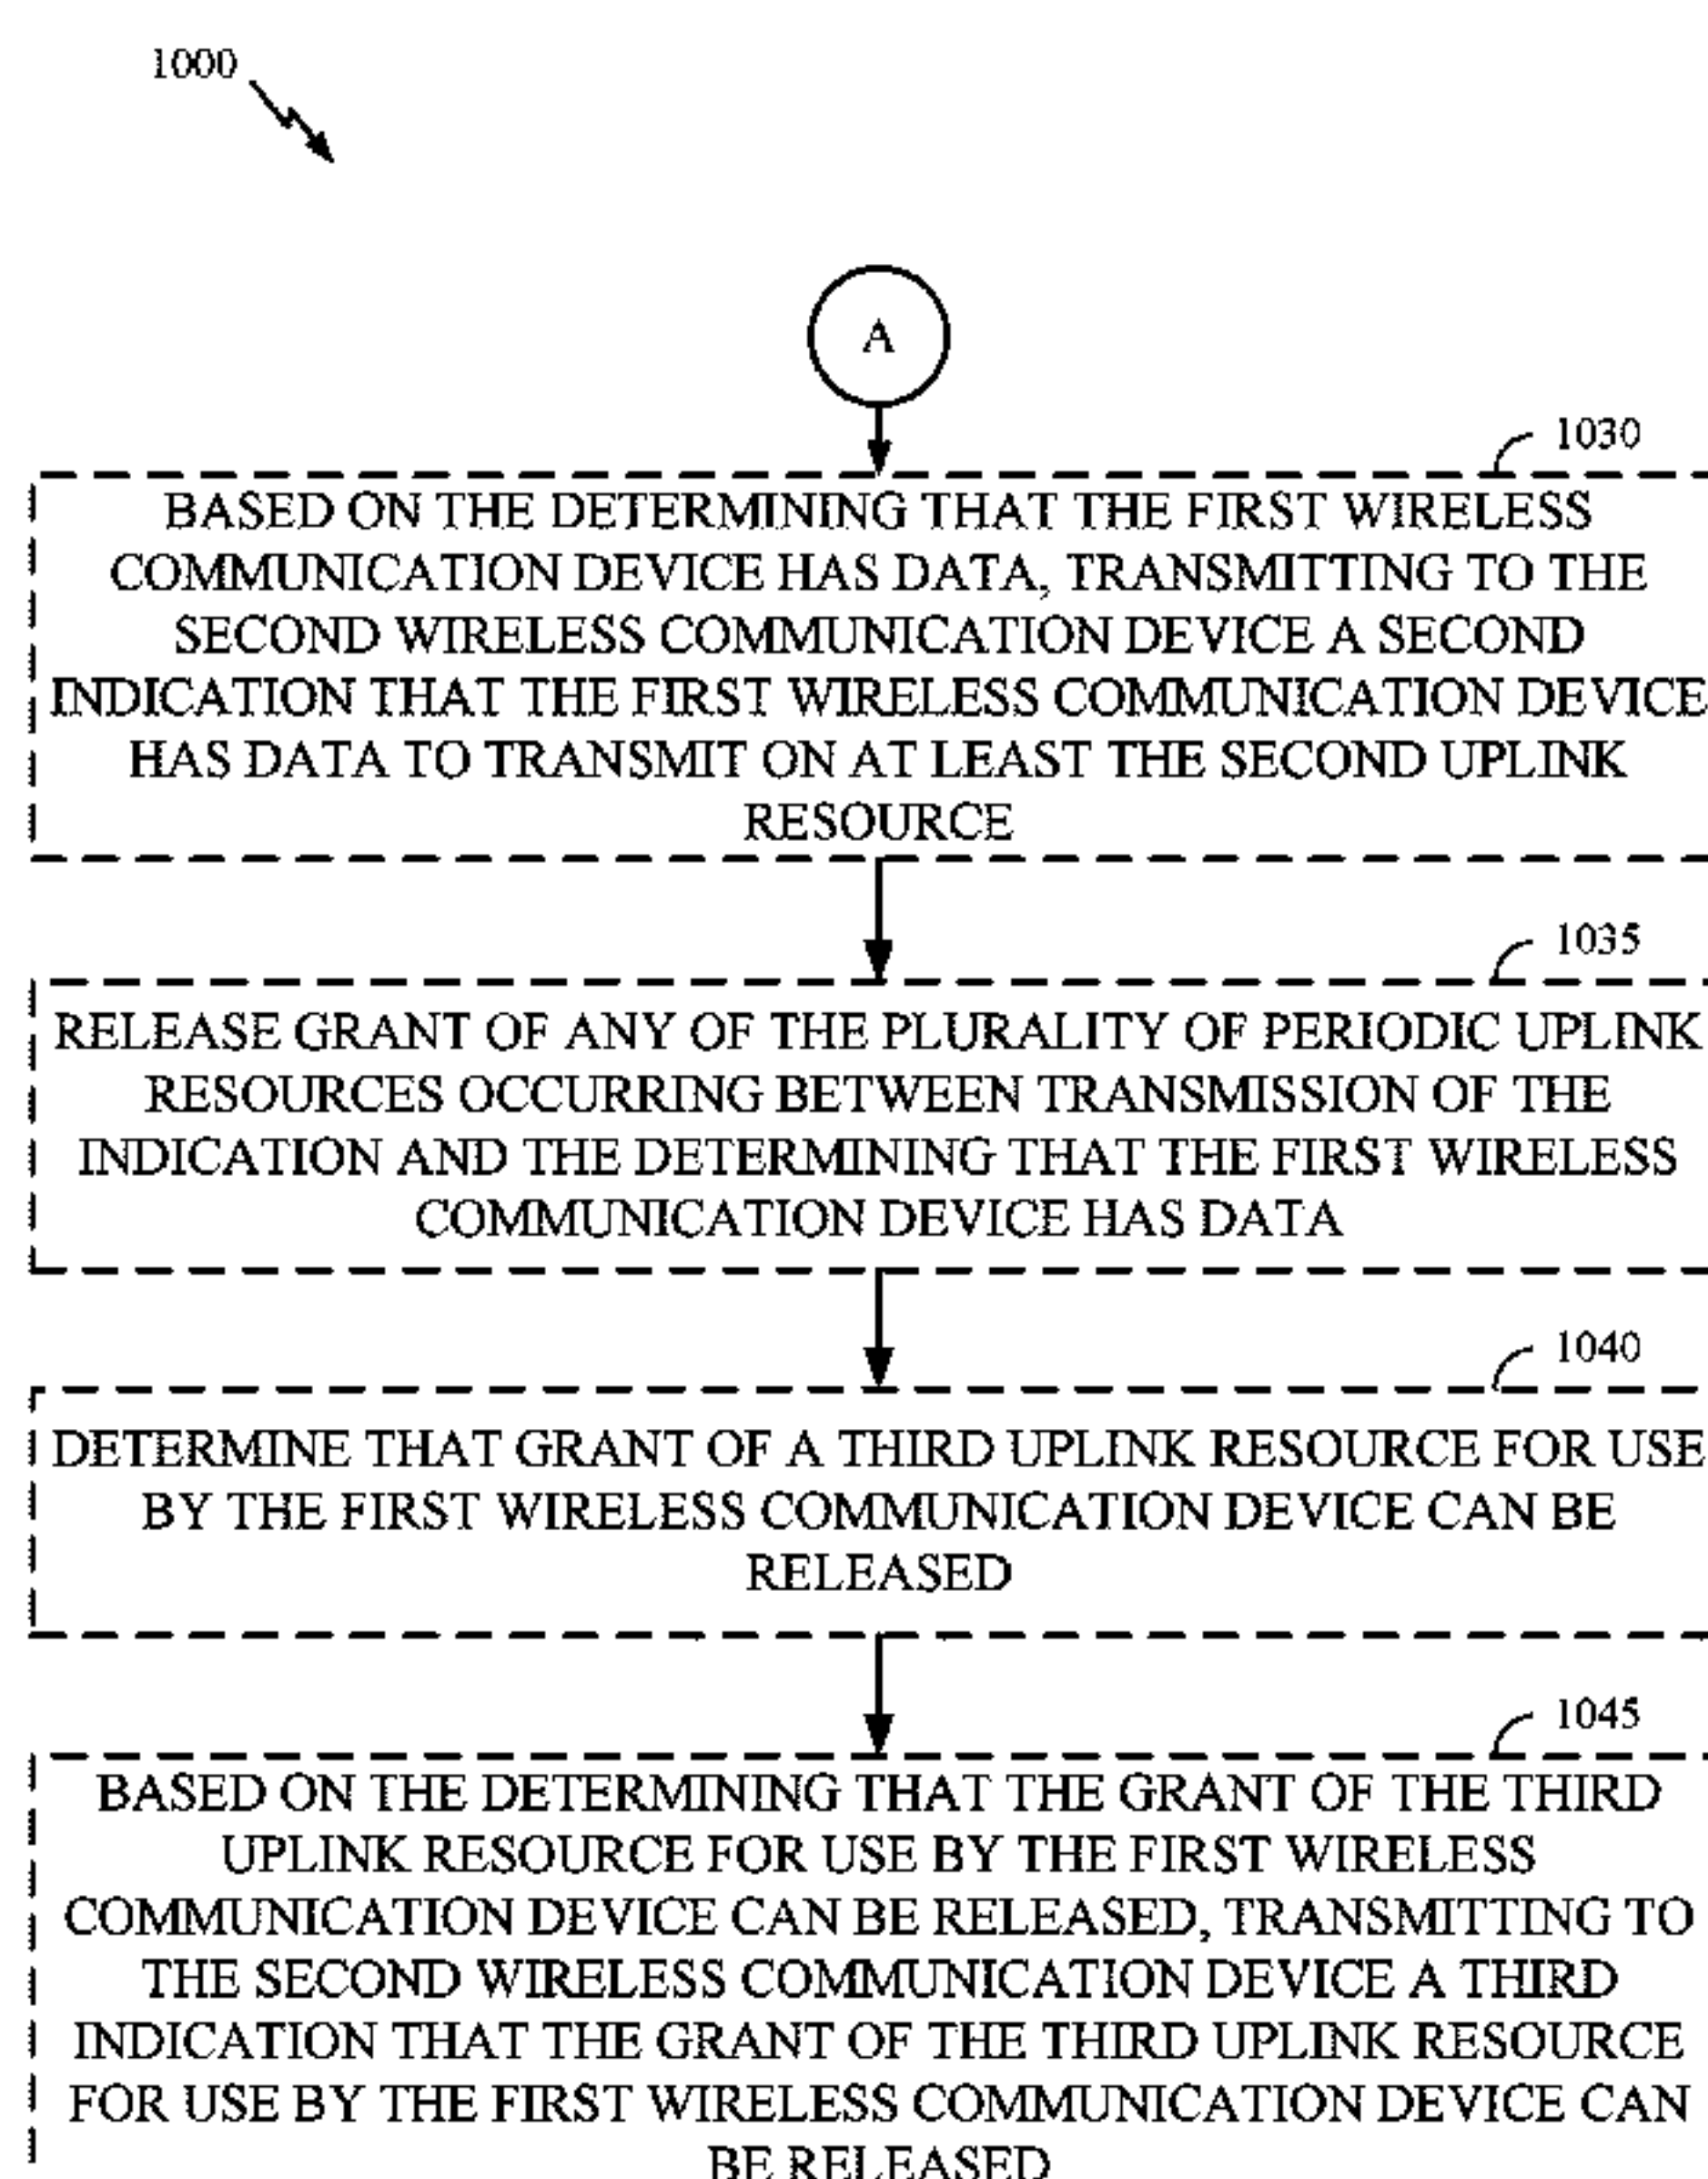 1000
A
1030
BASED ON THE DETERMINING THAT THE FIRST WIRELESS
COMMUNICATION DEVICE HAS DATA, TRANSMITTING TO THE
SECOND WIRELESS COMMUNICATION DEVICE A SECOND
INDICATION THAT THE FIRST WIRELESS COMMUNICATION DEVICE
HAS DATA TO TRANSMIT ON AT LEAST THE SECOND UPLINK
RESOURCE
1035
RELEASE GRANT OF ANY OF THE PLURALITY OF PERIODIC UPLINK
RESOURCES OCCURRING BETWEEN TRANSMISSION OF THE
INDICATION AND THE DETERMINING THAT THE FIRST WIRELESS
COMMUNICATION DEVICE HAS DATA
1040
DETERMINE THAT GRANT OF A THIRD UPLINK RESOURCE FOR USE
BY THE FIRST WIRELESS COMMUNICATION DEVICE CAN BE
RELEASED
1045
BASED ON THE DETERMINING THAT THE GRANT OF THE THIRD
UPLINK RESOURCE FOR USE BY THE FIRST WIRELESS
COMMUNICATION DEVICE CAN BE RELEASED, TRANSMITTING TO
THE SECOND WIRELESS COMMUNICATION DEVICE A THIRD
INDICATION THAT THE GRANT OF THE THIRD UPLINK RESOURCE
FOR USE BY THE FIRST WIRELESS COMMUNICATION DEVICE CAN
BE RELEASED